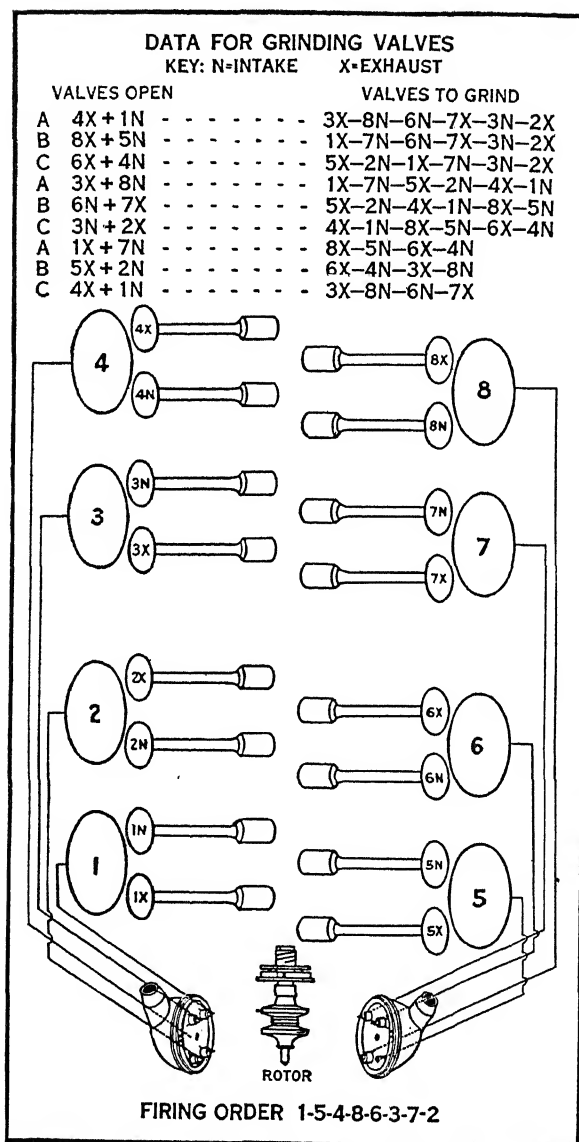 DATA FOR GRINDING VALVES
KEY: N=INTAKE X=EXHAUST
VALVES OPEN VALVES TO GRIND
A 4X+1N - - - - - - - 3X–8N–6N–7X–3N–2X
B 8X+5N - - - - - - - 1X–7N–6N–7X–3N–2X
C 6X+4N - - - - - - - 5X–2N–1X–7N–3N–2X
A 3X+8N - - - - - - - 1X–7N–5X–2N–4X–1N
B 6N+7X - - - - - - - 5X–2N–4X–1N–8X–5N
C 3N+2X - - - - - - - 4X–1N–8X–5N–6X–4N
A 1X+7N - - - - - - - 8X–5N–6X–4N
B 5X+2N - - - - - - - 6X–4N–3X–8N
C 4X+1N - - - - - - - 3X–8N–6N–7X
4X
4
4N
8X
8
8N
3N
3
3X
7N
7
7X
2X
2
2N
6X
6
6N
1N
1
1X
5N
5
5X
ROTOR
FIRING ORDER 1-5-4-8-6-3-7-2